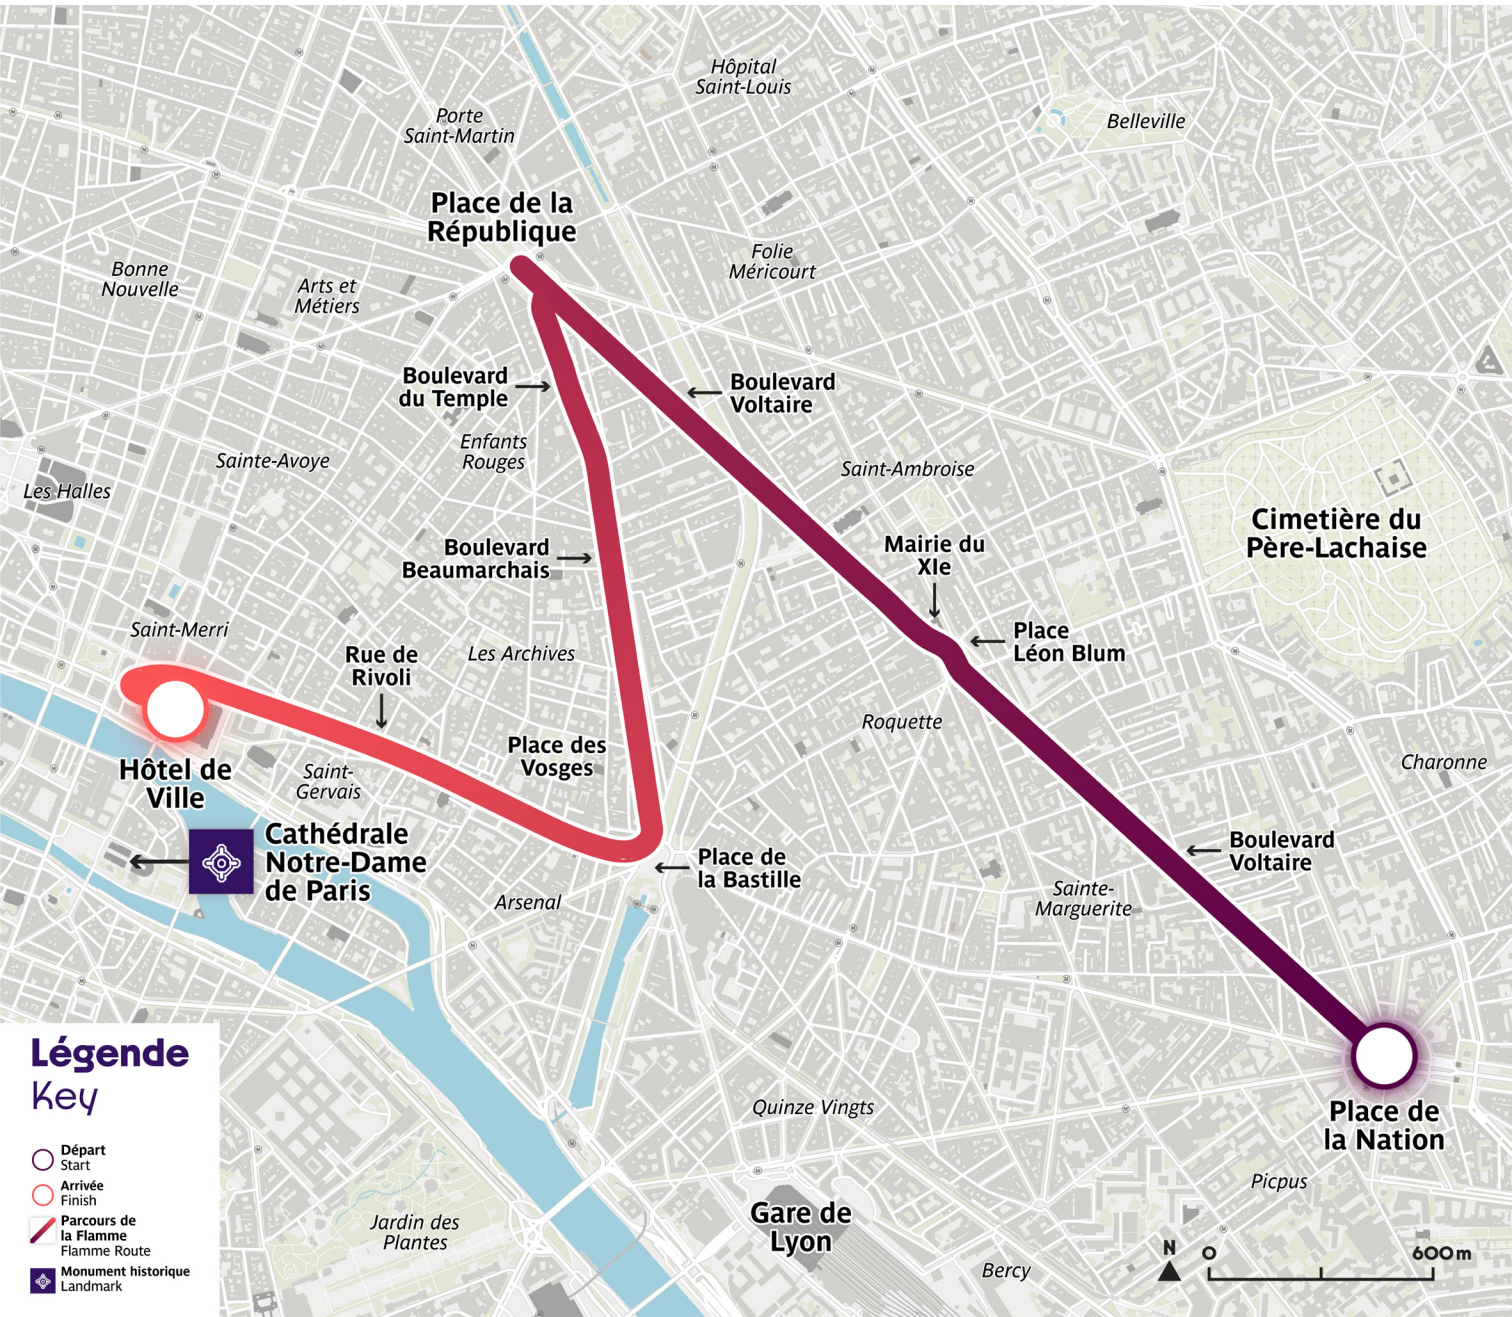 Hôpital
Saint-Louis
Porte
Saint-Martin
Belleville
Place de la
République
Folie
Méricourt
Bonne
Nouvelle
Arts et
Métiers
Boulevard
du Temple
Boulevard
Voltaire
Enfants
Rouges
Sainte-Avoye
Saint-Ambroise
Les Halles
Cimetière du
Père-Lachaise
Boulevard
Beaumarchais
Mairie du
XIe
Saint-Merri
Place
Léon Blum
Rue de
Rivoli
Les Archives
Roquette
Place des
Vosges
Charonne
Hôtel de
Ville
Saint-
Gervais
Cathédrale
Notre-Dame
de Paris
Place de
la Bastille
Boulevard
Voltaire
Arsenal
Sainte-
Marguerite
Légende
Key
Départ
Start
Arrivée
Finish
Parcours de
la Flamme
Flamme Route
Monument historique
Landmark
Quinze Vingts
Place de
la Nation
Picpus
Jardin des
Plantes
Gare de
Lyon
Bercy
N
0
600m